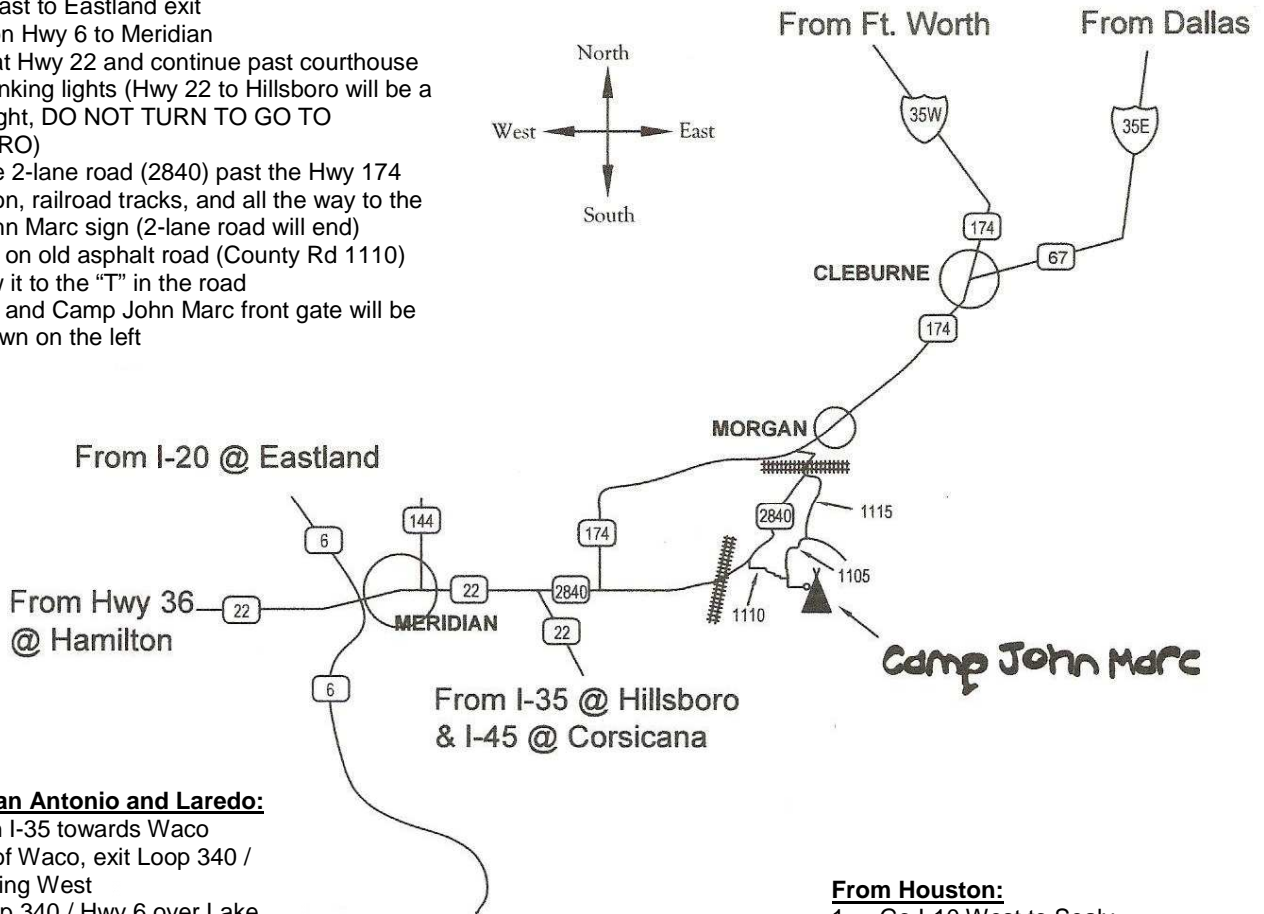 ast to Eastland exit
on Hwy 6 to Meridian
at Hwy 22 and continue past courthouse
nking lights (Hwy 22 to Hillsboro will be a
ght, DO NOT TURN TO GO TO
RO)
e 2-lane road (2840) past the Hwy 174
on, railroad tracks, and all the way to the
nn Marc sign (2-lane road will end)
on old asphalt road (County Rd 1110)
w it to the “T” in the road
and Camp John Marc front gate will be
wn on the left
From Ft. Worth
From Dallas
North
West
East
South
35W
35E
174
67
CLEBURNE
174
MORGAN
From I-20 @ Eastland
6
144
174
2840
1115
1105
1110
From Hwy 36
@ Hamilton
22
MERIDIAN
22
2840
22
6
Camp John Marc
From I-35 @ Hillsboro
& I-45 @ Corsicana
an Antonio and Laredo:
n I-35 towards Waco
of Waco, exit Loop 340 /
ing West
op 340 / Hwy 6 over Lake
From Houston:
1. Go I-10 West to Sealy